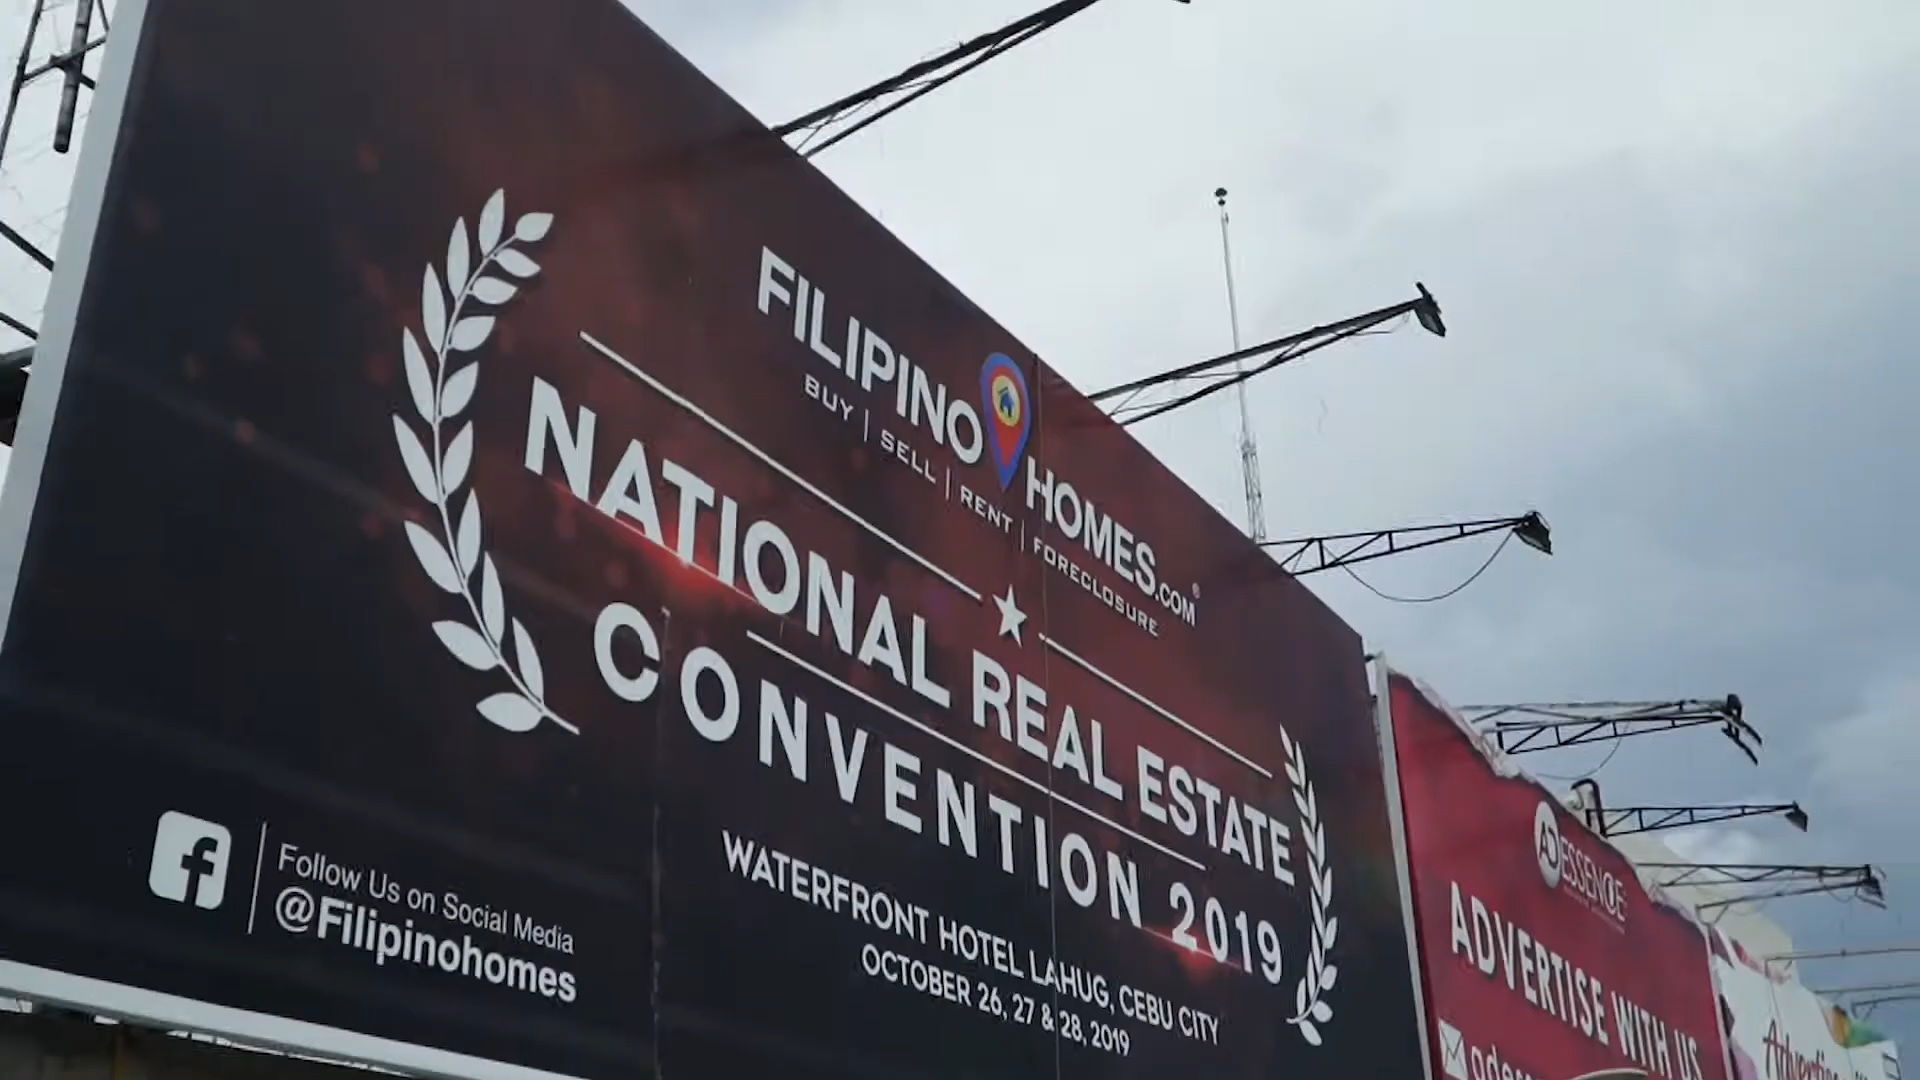 FILIPINO HOMES.COM®
BUY | SELL | RENT | FORECLOSURE
NATIONAL REAL ESTATE
CONVENTION 2019
WATERFRONT HOTEL LAHUG, CEBU CITY
OCTOBER 26, 27 & 28, 2019
f
Follow Us on Social Media
@Filipinohomes
AD ESSENCE
ADVERTISE WITH US